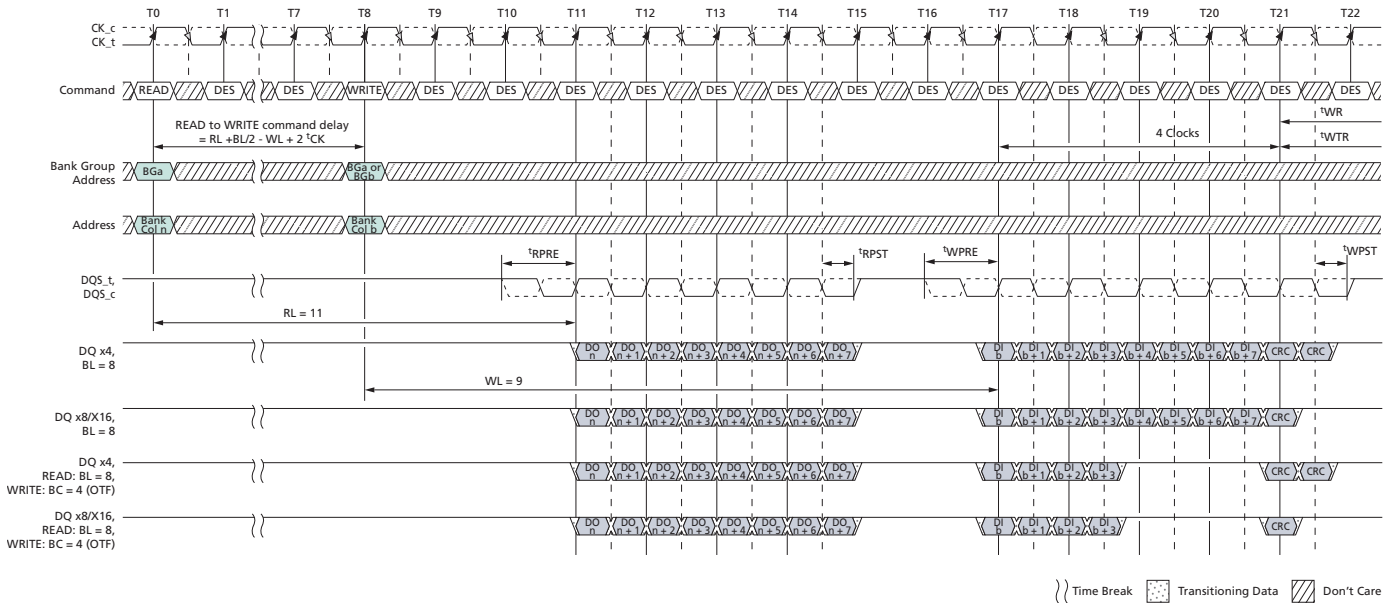 T0 T1 T7 T8 T9 T10 T11 T12 T13 T14 T15 T16 T17 T18 T19 T20 T21 T22
CK_c
CK_t
Command READ DES DES WRITE DES DES DES DES DES DES DES DES DES DES DES DES DES DES
READ to WRITE command delay
= RL +BL/2 - WL + 2 tCK
4 Clocks
tWR
tWTR
Bank Group
Address
BGa
BGa or
BGb
Address
Bank
Col n
Bank
Col b
tRPRE tRPST tWPRE tWPST
DQS_t,
DQS_c
RL = 11
DQ x4,
BL = 8
DO n DO n + 1 DO n + 2 DO n + 3 DO n + 4 DO n + 5 DO n + 6 DO n + 7 DI b DI b + 1 DI b + 2 DI b + 3 DI b + 4 DI b + 5 DI b + 6 DI b + 7 CRC CRC
WL = 9
DQ x8/X16,
BL = 8
DO n DO n + 1 DO n + 2 DO n + 3 DO n + 4 DO n + 5 DO n + 6 DO n + 7 DI b DI b + 1 DI b + 2 DI b + 3 DI b + 4 DI b + 5 DI b + 6 DI b + 7 CRC
DQ x4,
READ: BL = 8,
WRITE: BC = 4 (OTF)
DO n DO n + 1 DO n + 2 DO n + 3 DO n + 4 DO n + 5 DO n + 6 DO n + 7 DI b DI b + 1 DI b + 2 DI b + 3 CRC CRC
DQ x8/X16,
READ: BL = 8,
WRITE: BC = 4 (OTF)
DO n DO n + 1 DO n + 2 DO n + 3 DO n + 4 DO n + 5 DO n + 6 DO n + 7 DI b DI b + 1 DI b + 2 DI b + 3 CRC
Time Break Transitioning Data Don't Care